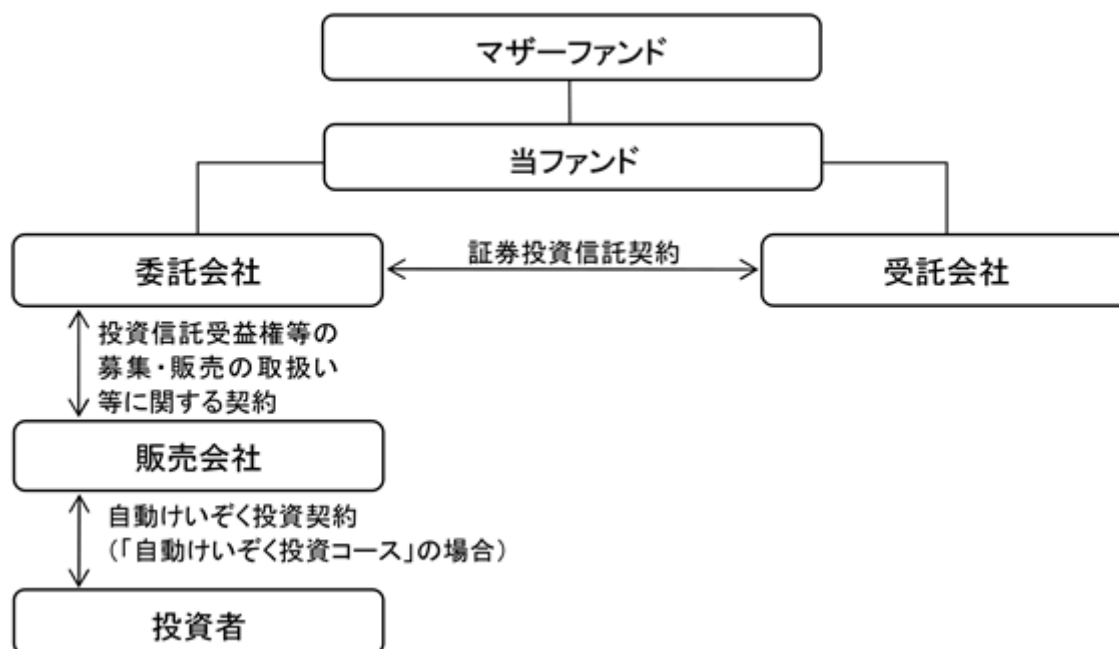 マザーファンド
当ファンド
委託会社
証券投資信託契約
受託会社
投資信託受益権等の
募集・販売の取扱い
等に関する契約
販売会社
自動けいぞく投資契約
(「自動けいぞく投資コース」の場合)
投資者